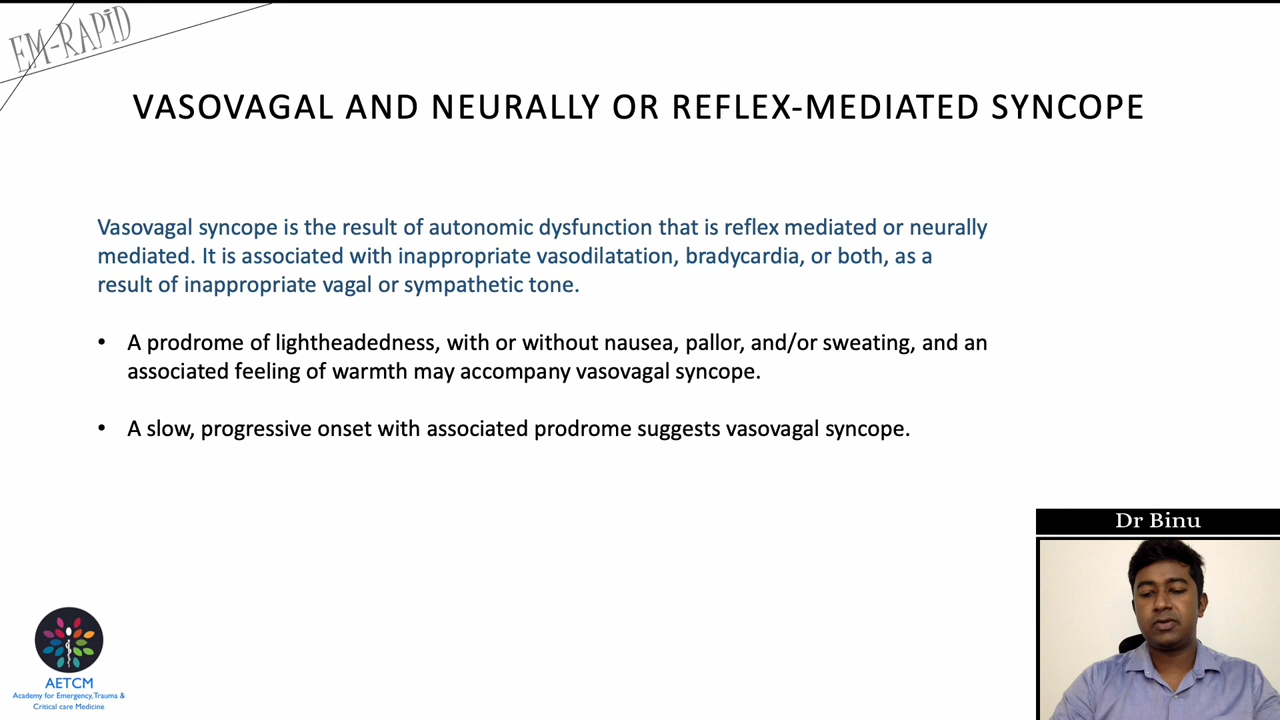 EM-RAPID
VASOVAGAL AND NEURALLY OR REFLEX-MEDIATED SYNCOPE
Vasovagal syncope is the result of autonomic dysfunction that is reflex mediated or neurally
mediated. It is associated with inappropriate vasodilatation, bradycardia, or both, as a
result of inappropriate vagal or sympathetic tone.
• A prodrome of lightheadedness, with or without nausea, pallor, and/or sweating, and an
associated feeling of warmth may accompany vasovagal syncope.
• A slow, progressive onset with associated prodrome suggests vasovagal syncope.
Dr Binu
AETCM
Academy for Emergency,Trauma &
Critical care Medicine